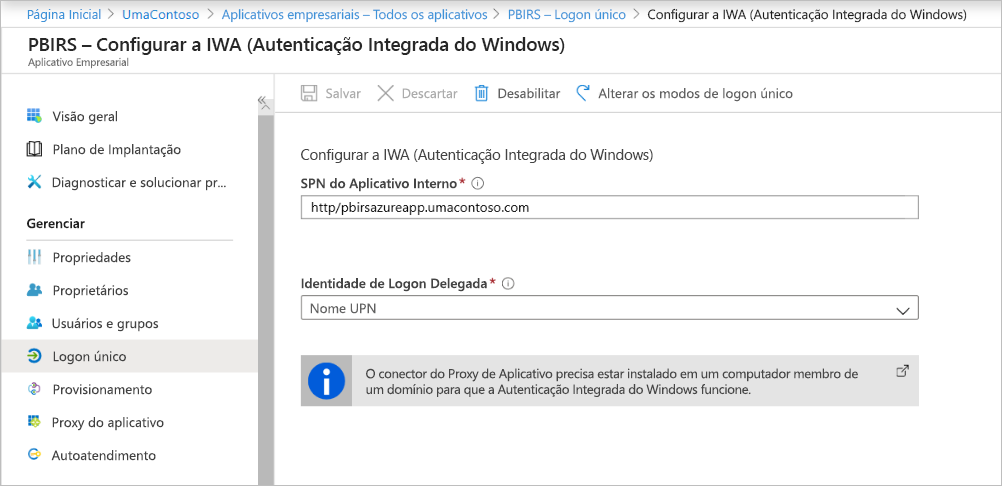 Página Inicial > UmaContoso > Aplicativos empresariais – Todos os aplicativos > PBIRS – Logon único > Configurar a IWA (Autenticação Integrada do Windows)
PBIRS – Configurar a IWA (Autenticação Integrada do Windows)
Aplicativo Empresarial
Salvar Descartar Desabilitar Alterar os modos de logon único
Visão geral
Plano de Implantação
Diagnosticar e solucionar pr...
Gerenciar
Propriedades
Proprietários
Usuários e grupos
Logon único
Provisionamento
Proxy do aplicativo
Autoatendimento
Configurar a IWA (Autenticação Integrada do Windows)
SPN do Aplicativo Interno *
http/pbirsazureapp.umacontoso.com
Identidade de Logon Delegada *
Nome UPN
O conector do Proxy de Aplicativo precisa estar instalado em um computador membro de
um domínio para que a Autenticação Integrada do Windows funcione.